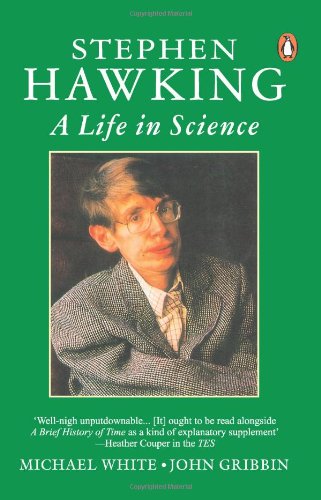 STEPHEN
HAWKING
A Life in Science
'Well-nigh unputdownable... [It] ought to be read alongside
A Brief History of Time as a kind of explanatory supplement'
—Heather Couper in the TES
MICHAEL WHITE • JOHN GRIBBIN